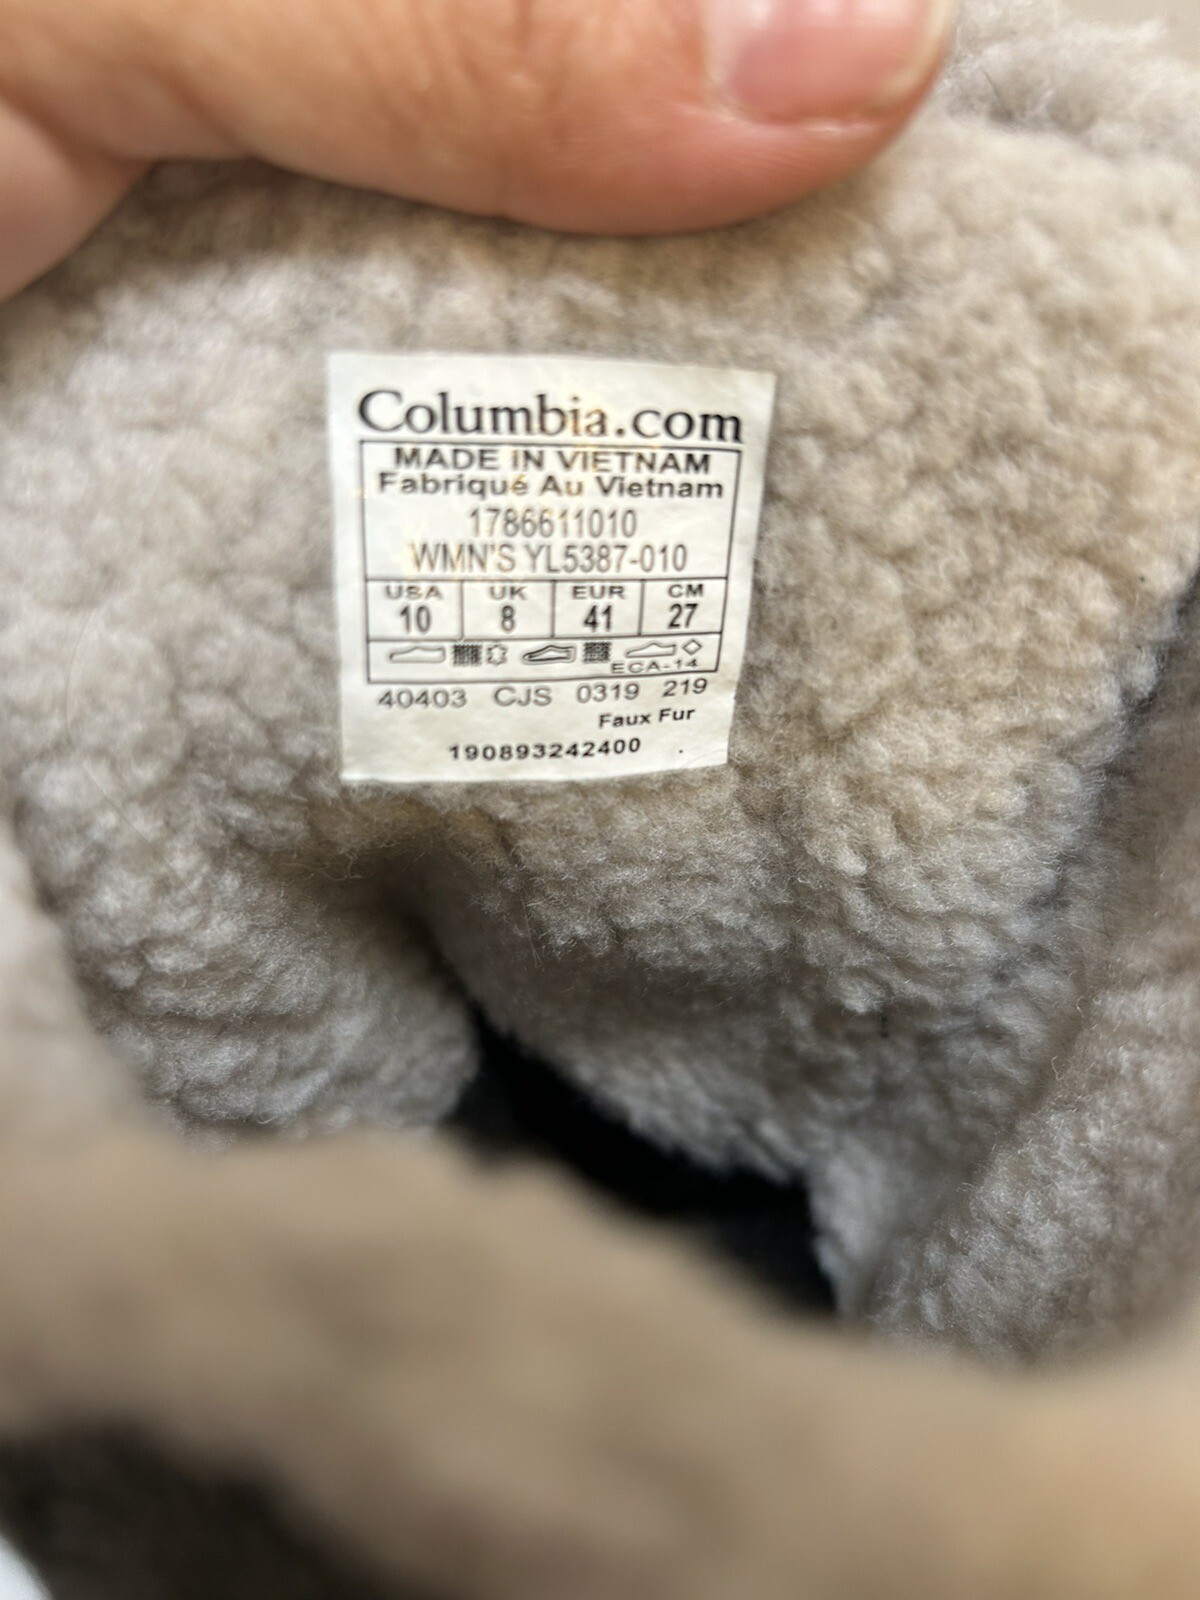 Columbia.com
MADE IN VIETNAM
Fabriqué Au Vietnam
1786611010
WMN'S YL5387-010
USA UK EUR CM
10 8 41 27
ECA-14
40403 CJS 0319 219
Faux Fur
190893242400